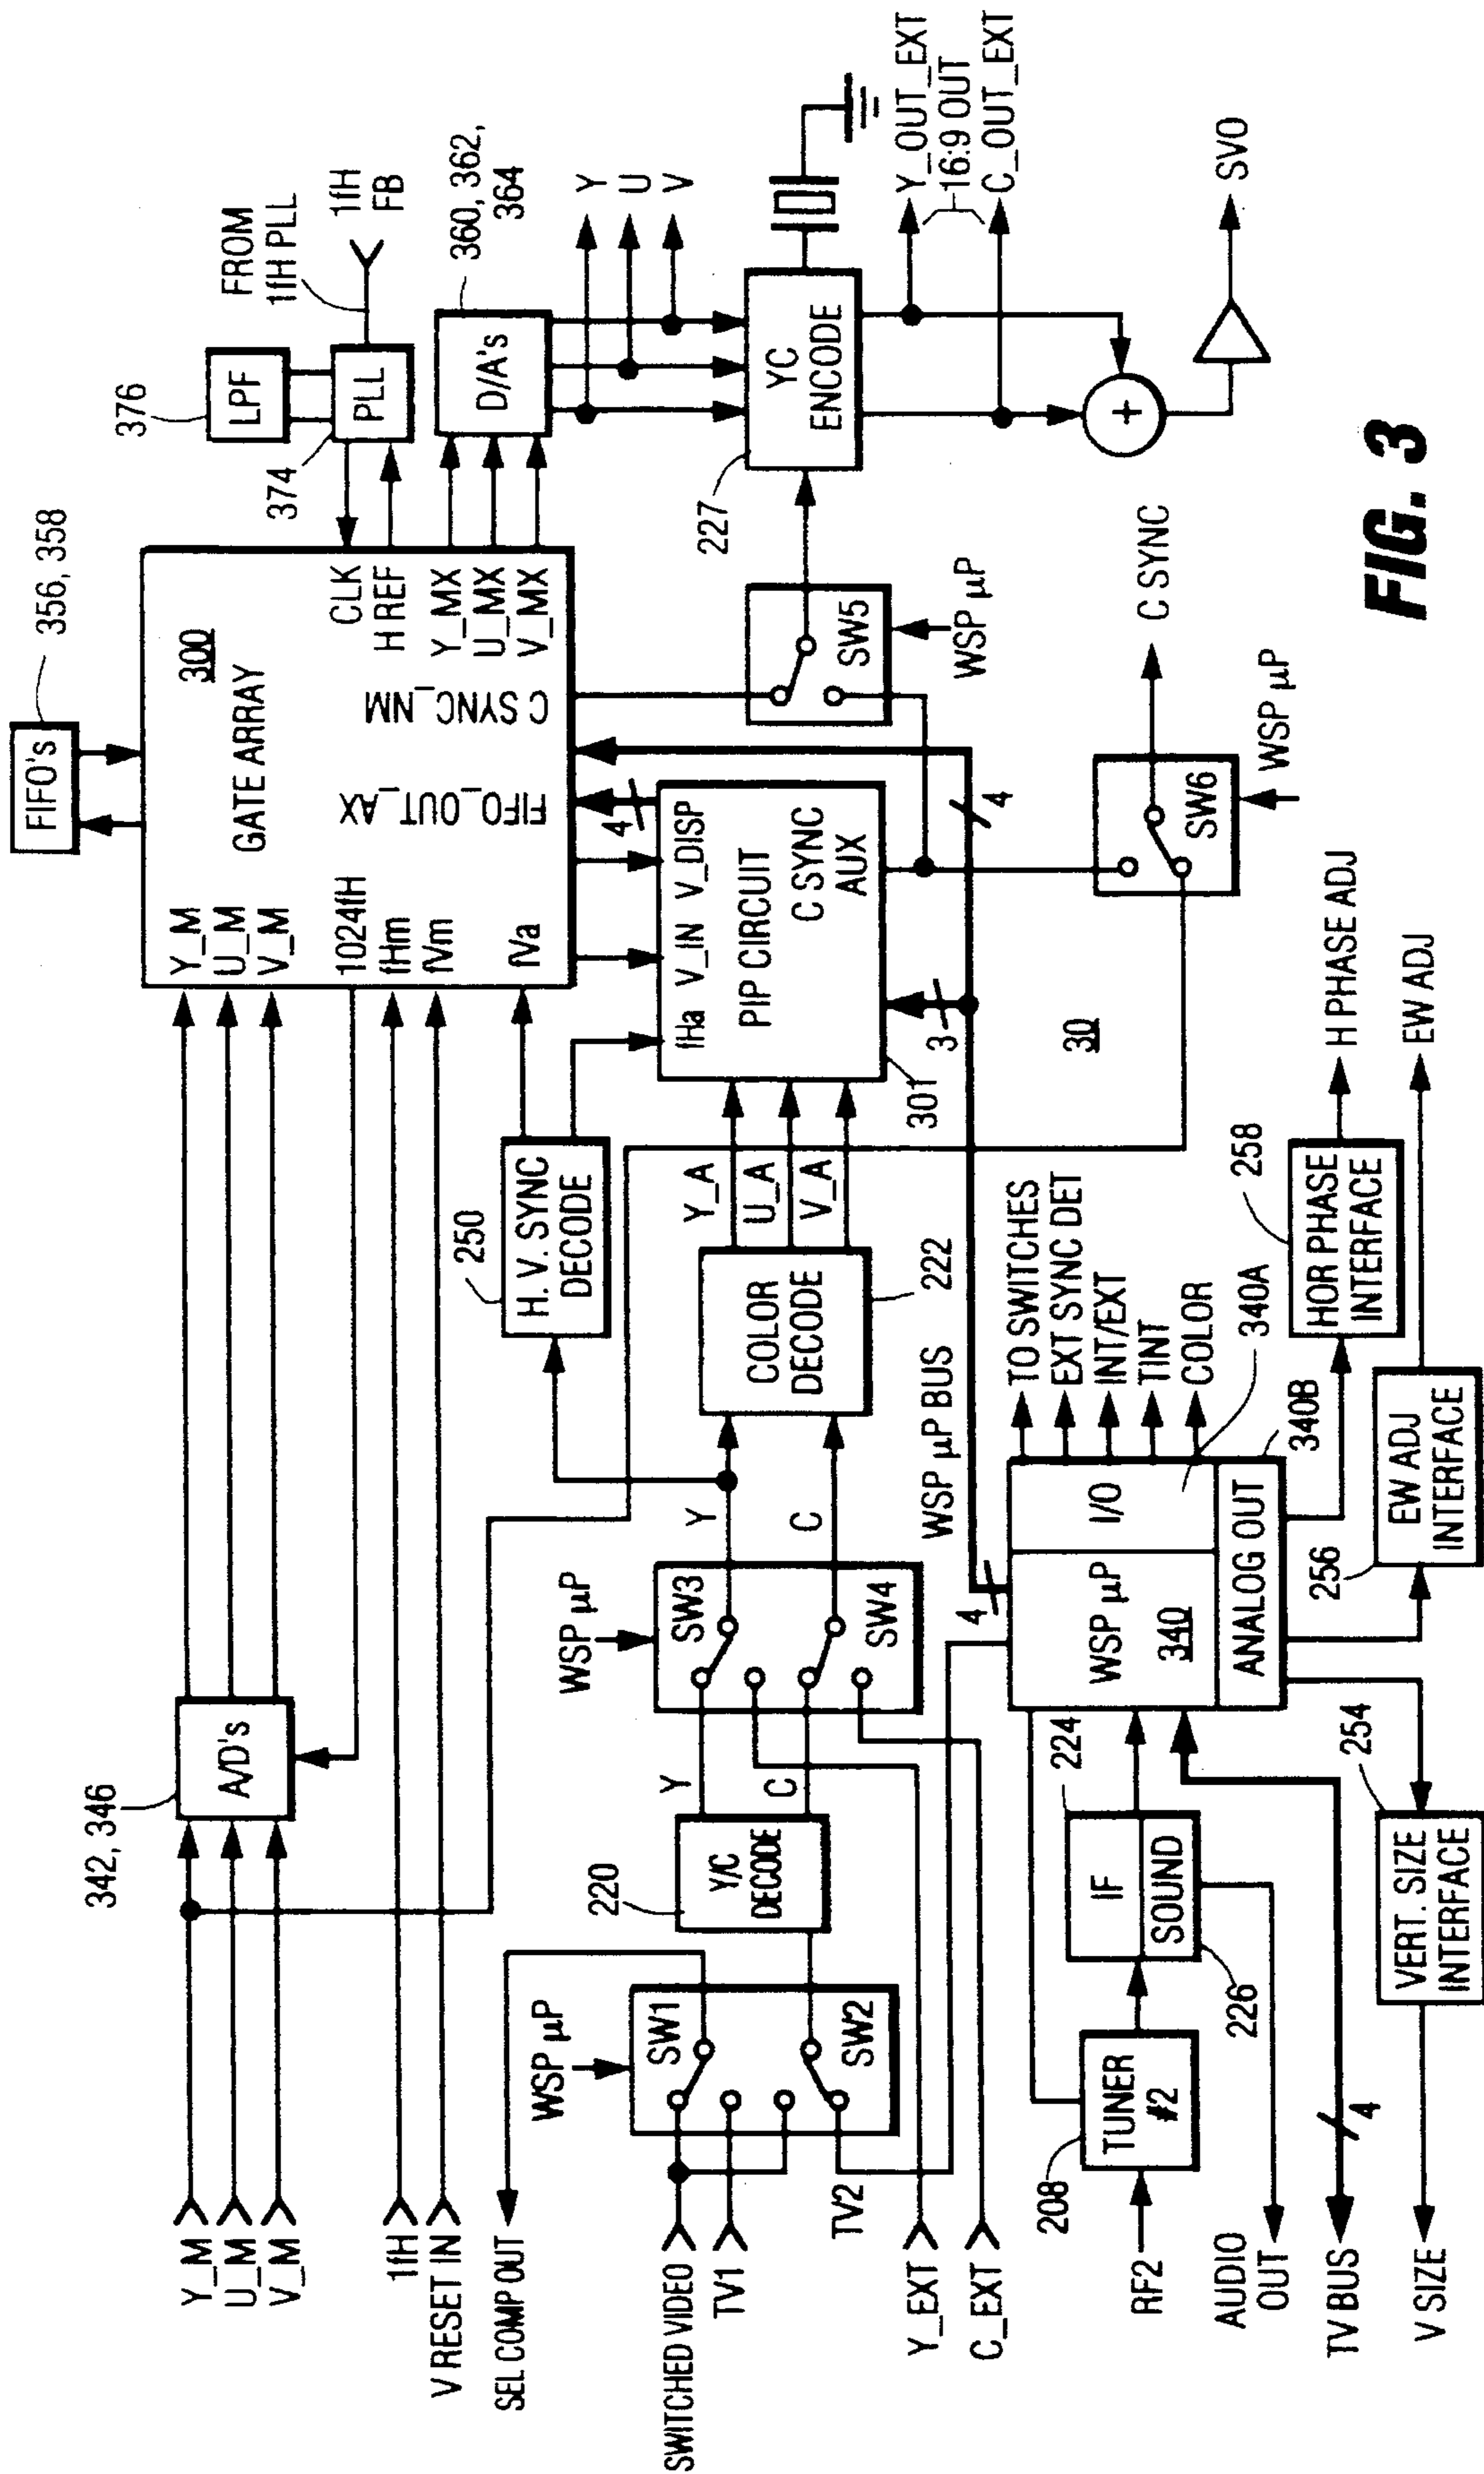 Y_M
U_M
V_M
1fH
V RESET IN
SEL COMP OUT
SWITCHED VIDEO
TV1
TV2
Y_EXT
C_EXT
RF2
AUDIO
OUT
TV BUS
V SIZE
342, 346
A/D's
WSP µP
SW1
SW2
220
Y/C
DECODE
Y
C
WSP µP
SW3
SW4
Y
C
250
H. V. SYNC
DECODE
COLOR
DECODE
222
Y_A
U_A
V_A
208
TUNER
#2
224
IF
SOUND
226
4
WSP µP BUS
4
WSP µP
340
I/O
ANALOG OUT
TO SWITCHES
EXT SYNC DET
INT/EXT
TINT
COLOR
340A
340B
254
VERT. SIZE
INTERFACE
256
EW ADJ
INTERFACE
EW ADJ
258
HOR PHASE
INTERFACE
H PHASE ADJ
FIFO's
356, 358
300
GATE ARRAY
Y_M
U_M
V_M
1024fH
fHm
fVm
fVa
CLK
H REF
Y_MX
U_MX
V_MX
C SYNC_NM
FIFO_OUT_AX
4
fHa
V_IN
V_DISP
PIP CIRCUIT
C SYNC
AUX
301
3
4
30
376
LPF
374
PLL
FROM
1fH PLL
1fH
FB
D/A's
360, 362,
364
Y
U
V
227
YC
ENCODE
SW5
WSP µP
SW6
WSP µP
C SYNC
Y_OUT_EXT
16:9 OUT
C_OUT_EXT
+
SVO
FIG. 3